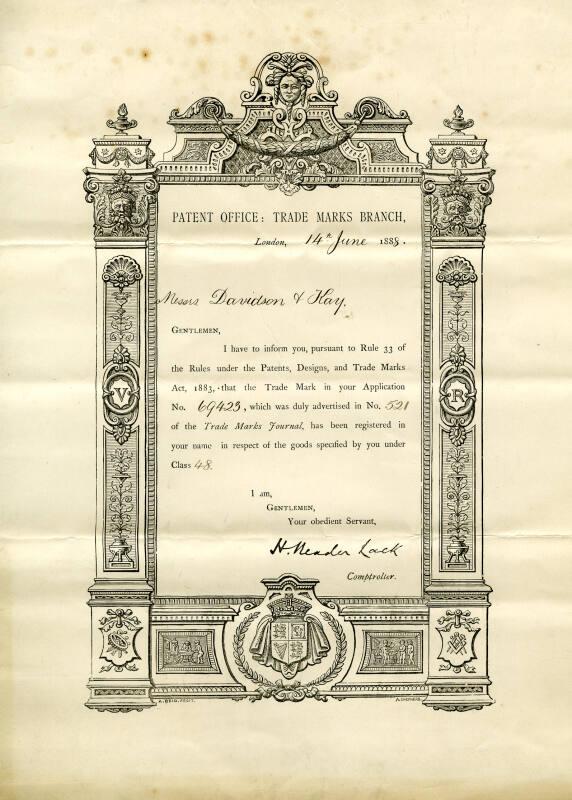 PATENT OFFICE: TRADE MARKS BRANCH,
London, 14th June 1888.
Messrs Davidson & Hay.
GENTLEMEN,
I have to inform you, pursuant to Rule 33 of
the Rules under the Patents, Designs, and Trade Marks
Act, 1883, that the Trade Mark in your Application
No. 69423, which was duly advertised in No. 521
of the Trade Marks Journal, has been registered in
your name in respect of the goods specified by you under
Class 48.
V R
I am,
GENTLEMEN,
Your obedient Servant,
H. Reader Lack
Comptroller.